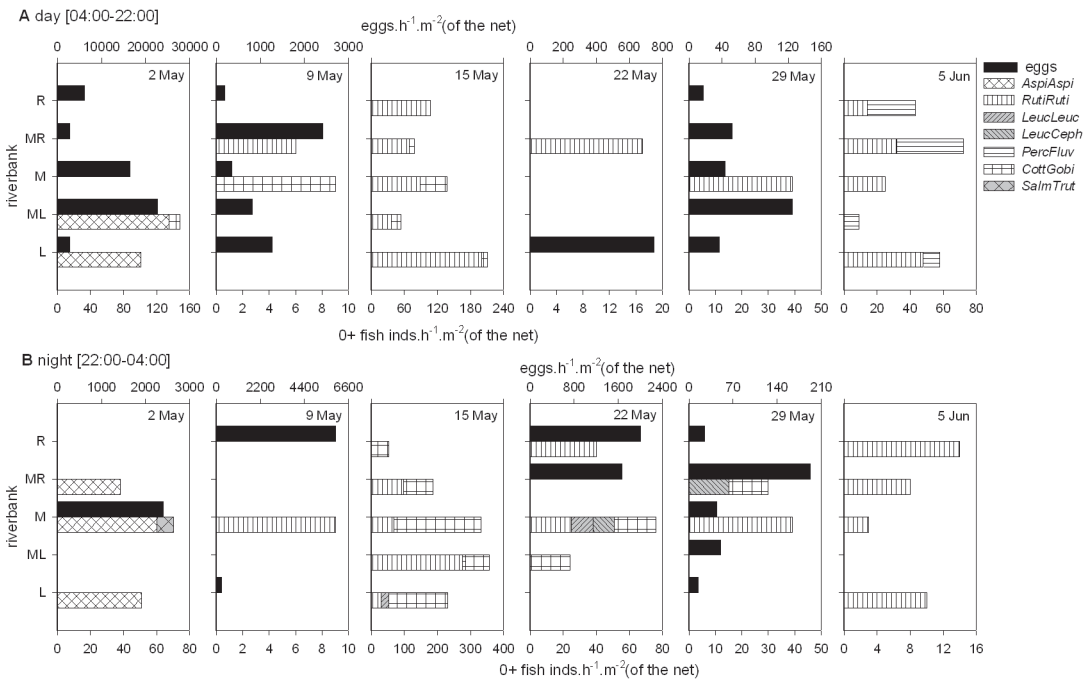 A day [04:00-22:00]
eggs.h-1.m-2(of the net)
0 10000 20000 30000
0 1000 2000 3000
0 200 400 600 800
0 40 80 120 160
2 May
9 May
15 May
22 May
29 May
5 Jun
R
MR
M
ML
L
riverbank
eggs
AspiAspi
RutiRuti
LeucLeuc
LeucCeph
PercFluv
CottGobi
SalmTrut
0 40 80 120 160
0 2 4 6 8 10
0 60 120 180 240
0 4 8 12 16 20
0 10 20 30 40 50
0 20 40 60 80
0+ fish inds.h-1.m-2(of the net)
B night [22:00-04:00]
eggs.h-1.m-2(of the net)
0 1000 2000 3000
0 2200 4400 6600
0 800 1600 2400
0 70 140 210
2 May
9 May
15 May
22 May
29 May
5 Jun
R
MR
M
ML
L
riverbank
0 20 40 60 80
0 2 4 6 8 10
0 100 200 300 400
0 20 40 60 80
0 10 20 30 40 50
0 4 8 12 16
0+ fish inds.h-1.m-2(of the net)